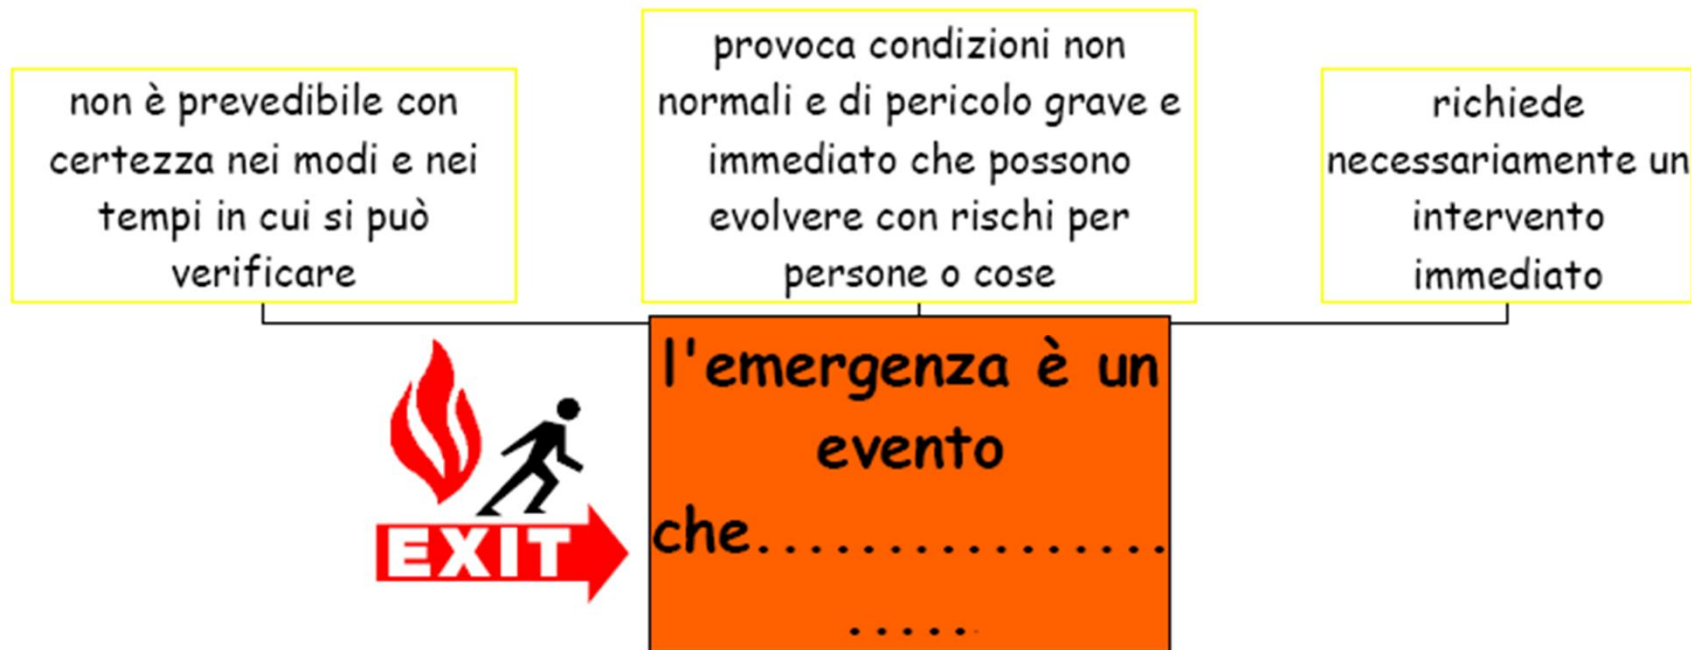 non è prevedibile con
certezza nei modi e nei
tempi in cui si può
verificare
provoca condizioni non
normali e di pericolo grave e
immediato che possono
evolvere con rischi per
persone o cose
richiede
necessariamente un
intervento
immediato
l'emergenza è un
evento
che................
.....
EXIT